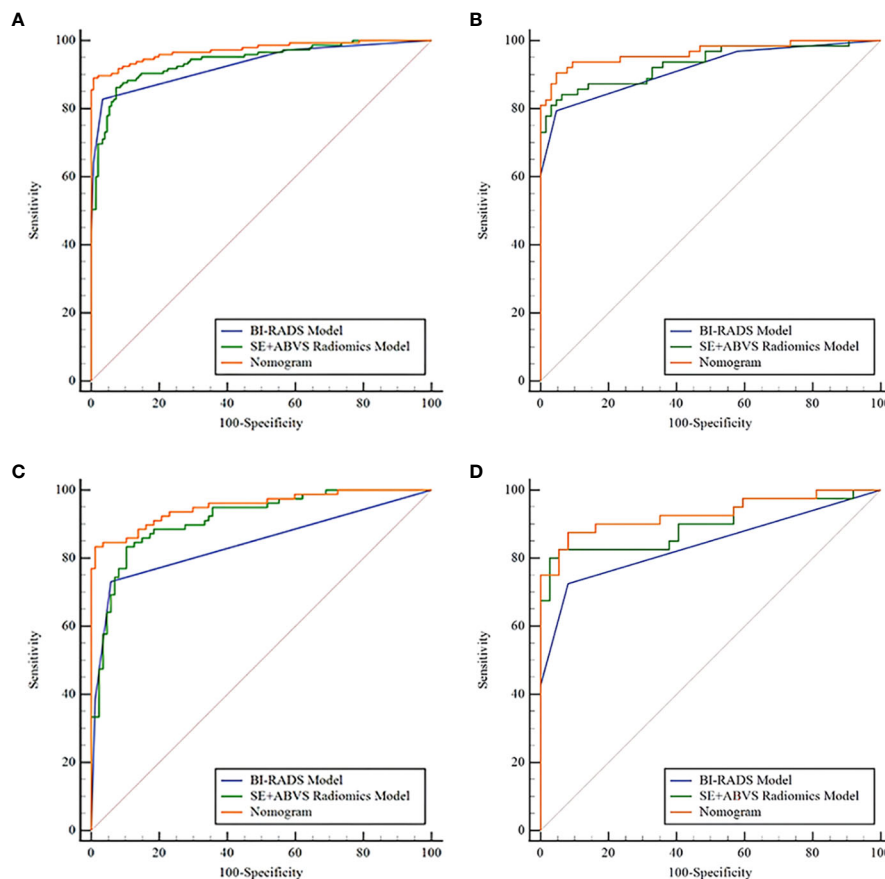 A
100
80
60
40
20
0
Sensitivity
BI-RADS Model
SE+ABVS Radiomics Model
Nomogram
0 20 40 60 80 100
100-Specificity
B
100
80
60
40
20
0
Sensitivity
BI-RADS Model
SE+ABVS Radiomics Model
Nomogram
0 20 40 60 80 100
100-Specificity
C
100
80
60
40
20
0
Sensitivity
BI-RADS Model
SE+ABVS Radiomics Model
Nomogram
0 20 40 60 80 100
100-Specificity
D
100
80
60
40
20
0
Sensitivity
BI-RADS Model
SE+ABVS Radiomics Model
Nomogram
0 20 40 60 80 100
100-Specificity